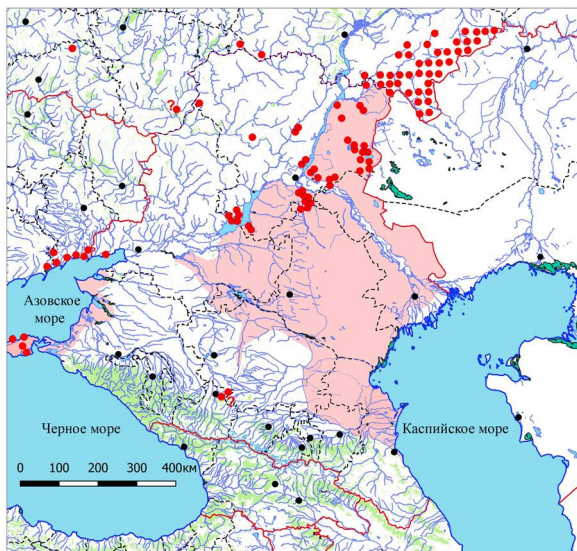 ?
Азовское
море
?
Черное море
Каспийское море
0 100 200 300 400км